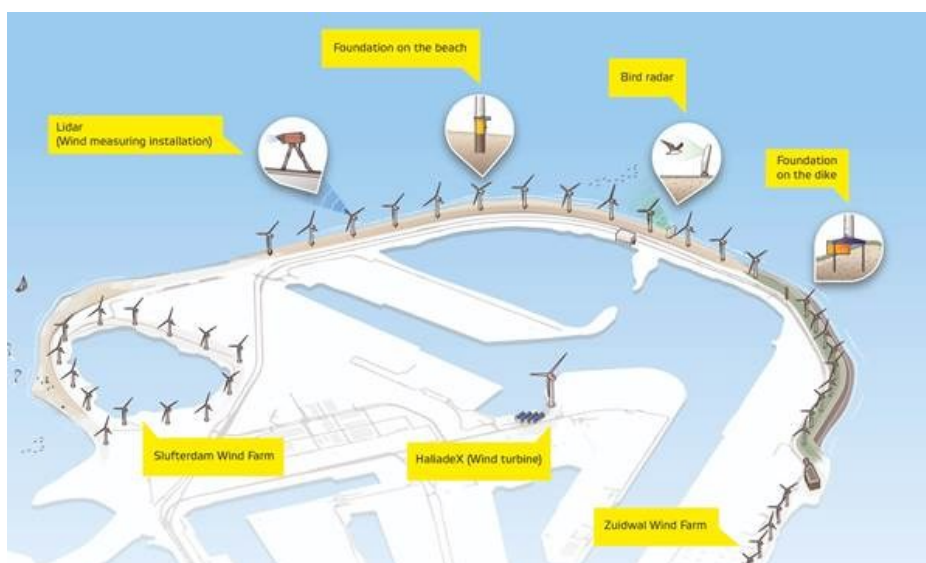 Foundation on the beach
Bird radar
Lidar
(Wind measuring installation)
Foundation
on the dike
Slufterdam Wind Farm
HaliadeX (Wind turbine)
Zuidwal Wind Farm